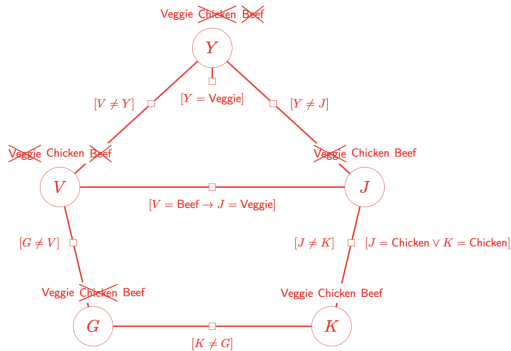 Veggie Chicken Beef
Y
[V ≠ Y]
[Y = Veggie]
[Y ≠ J]
Veggie Chicken Beef
Veggie Chicken Beef
V
J
[V = Beef → J = Veggie]
[G ≠ V]
[J ≠ K]
[J = Chicken ∨ K = Chicken]
Veggie Chicken Beef
Veggie Chicken Beef
G
K
[K ≠ G]